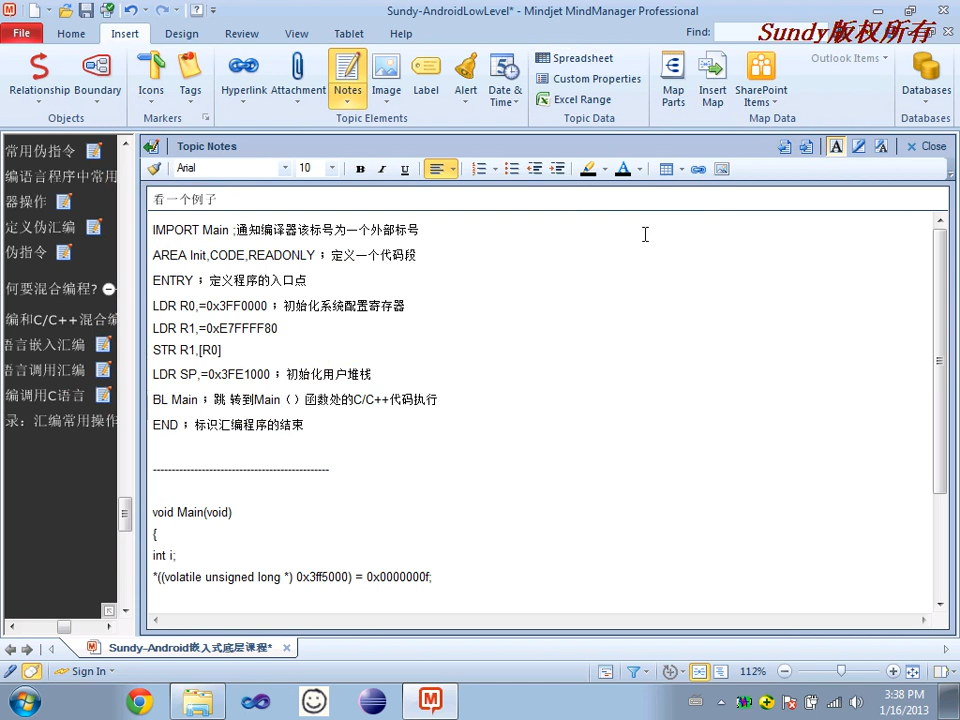 Sundy-AndroidLowLevel* - Mindjet MindManager Professional
File Home Insert Design Review View Tablet Help Find:
Sundy版权所有
Spreadsheet
Custom Properties
Excel Range
Outlook Items
Relationship Boundary Icons Tags Hyperlink Attachment Notes Image Label Alert Date & Time Map Parts Insert Map SharePoint Items Databases
Objects Markers Topic Elements Topic Data Map Data Databases
Topic Notes Close
Arial 10 B I U A
常用伪指令
编语言程序中常用
器操作
定义伪汇编
伪指令
何要混合编程?
编和C/C++混合编
语言嵌入汇编
语言调用汇编
编调用C语言
录：汇编常用操作
看一个例子
IMPORT Main ;通知编译器该标号为一个外部标号
AREA Init,CODE,READONLY ；定义一个代码段
ENTRY ；定义程序的入口点
LDR R0,=0x3FF0000 ；初始化系统配置寄存器
LDR R1,=0xE7FFFF80
STR R1,[R0]
LDR SP,=0x3FE1000 ；初始化用户堆栈
BL Main ；跳 转到Main（）函数处的C/C++代码执行
END ；标识汇编程序的结束
-----------------------------------------------
void Main(void)
{
int i;
*((volatile unsigned long *) 0x3ff5000) = 0x0000000f;
Sundy-Android嵌入式底层课程*
Sign In 112%
3:38 PM
1/16/2013